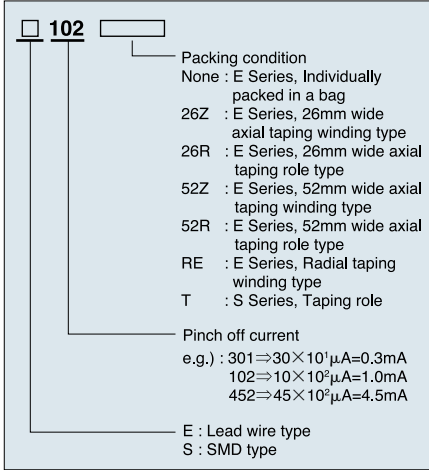 □ 102
Packing condition
None : E Series, Individually
packed in a bag
26Z : E Series, 26mm wide
axial taping winding type
26R : E Series, 26mm wide axial
taping role type
52Z : E Series, 52mm wide axial
taping winding type
52R : E Series, 52mm wide axial
taping role type
RE : E Series, Radial taping
winding type
T : S Series, Taping role
Pinch off current
e.g.) : 301⇒30×10¹µA=0.3mA
102⇒10×10²µA=1.0mA
452⇒45×10²µA=4.5mA
E : Lead wire type
S : SMD type